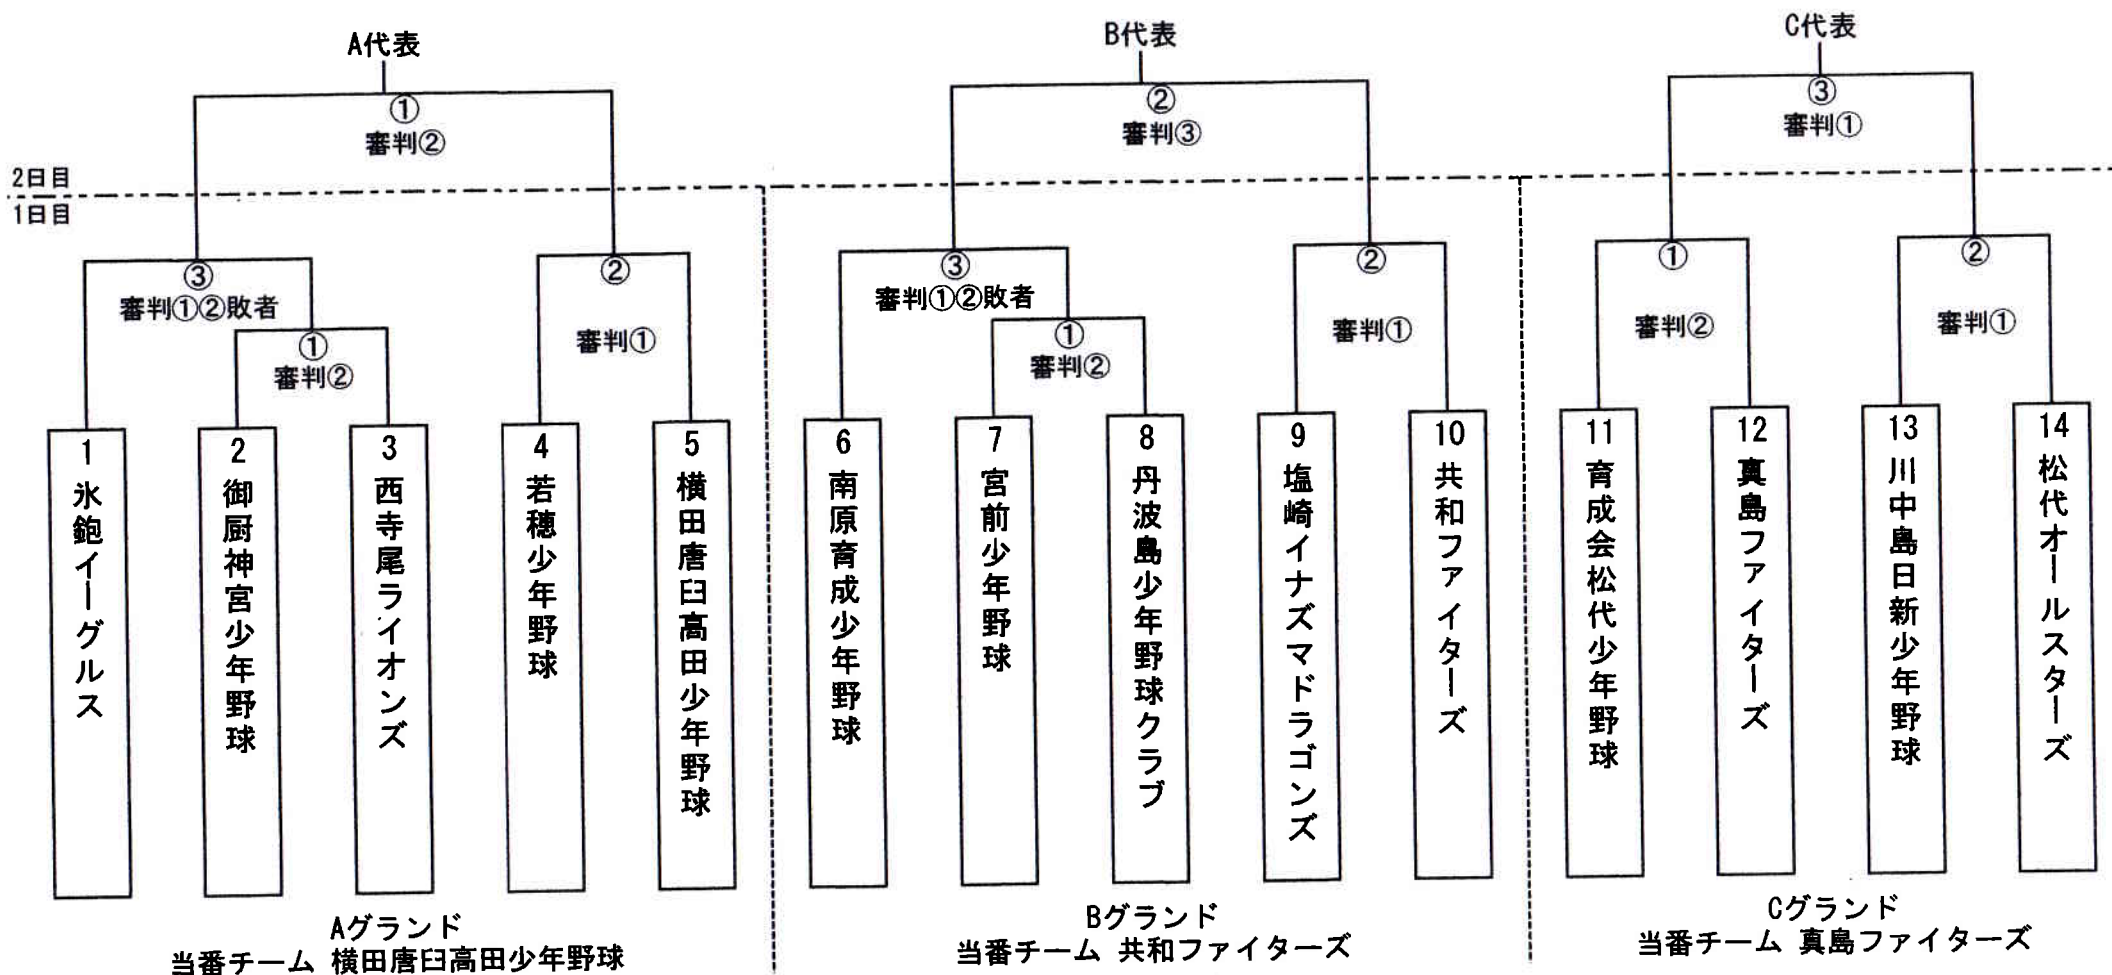 A代表
B代表
C代表
①
審判②
②
審判③
③
審判①
2日目
1日目
③
審判①②敗者
①
審判②
②
審判①
③
審判①②敗者
①
審判②
②
審判①
①
審判②
②
審判①
1 氷鉋イーグルス
2 御厨神宮少年野球
3 西寺尾ライオンズ
4 若穂少年野球
5 横田唐臼高田少年野球
6 南原育成少年野球
7 宮前少年野球
8 丹波島少年野球クラブ
9 塩崎イナズマドラゴンズ
10 共和ファイターズ
11 育成会松代少年野球
12 真島ファイターズ
13 川中島日新少年野球
14 松代オールスターズ
Aグランド
当番チーム 横田唐臼高田少年野球
Bグランド
当番チーム 共和ファイターズ
Cグランド
当番チーム 真島ファイターズ